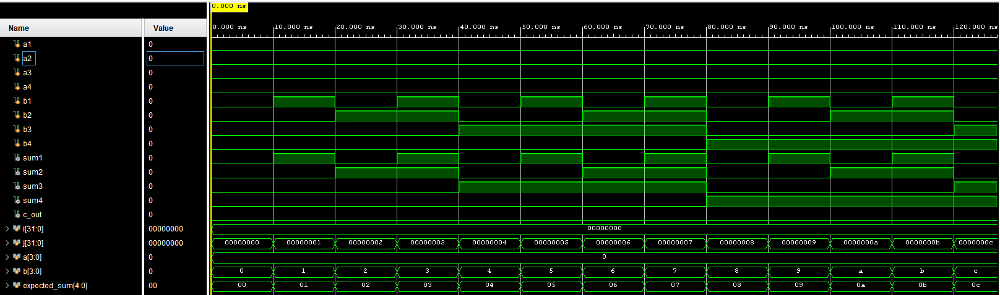 0.000 ns
Name Value
0.000 ns 10.000 ns 20.000 ns 30.000 ns 40.000 ns 50.000 ns 60.000 ns 70.000 ns 80.000 ns 90.000 ns 100.000 ns 110.000 ns 120.000 ns
a1 0
a2 0
a3 0
a4 0
b1 0
b2 0
b3 0
b4 0
sum1 0
sum2 0
sum3 0
sum4 0
c_out 0
i[31:0] 00000000 00000000
j[31:0] 00000000 00000000 00000001 00000002 00000003 00000004 00000005 00000006 00000007 00000008 00000009 0000000a 0000000b 0000000c
a[3:0] 0 0
b[3:0] 0 0 1 2 3 4 5 6 7 8 9 a b c
expected_sum[4:0] 00 00 01 02 03 04 05 06 07 08 09 0a 0b 0c